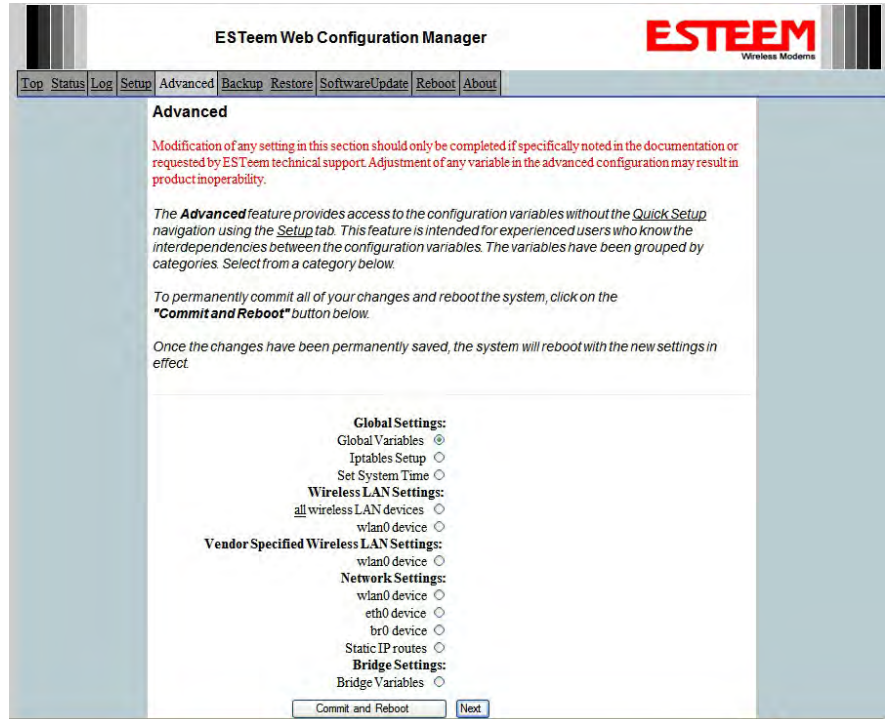 ESTeem Web Configuration Manager
ESTEEM
Wireless Modems
Top Status Log Setup Advanced Backup Restore SoftwareUpdate Reboot About
Advanced
Modification of any setting in this section should only be completed if specifically noted in the documentation or
requested by ESTeem technical support. Adjustment of any variable in the advanced configuration may result in
product inoperability.
The Advanced feature provides access to the configuration variables without the Quick Setup
navigation using the Setup tab. This feature is intended for experienced users who know the
interdependencies between the configuration variables. The variables have been grouped by
categories. Select from a category below.
To permanently commit all of your changes and reboot the system, click on the
"Commit and Reboot" button below.
Once the changes have been permanently saved, the system will reboot with the new settings in
effect.
Global Settings:
Global Variables
Iptables Setup
Set System Time
Wireless LAN Settings:
all wireless LAN devices
wlan0 device
Vendor Specified Wireless LAN Settings:
wlan0 device
Network Settings:
wlan0 device
eth0 device
br0 device
Static IP routes
Bridge Settings:
Bridge Variables
Commit and Reboot Next